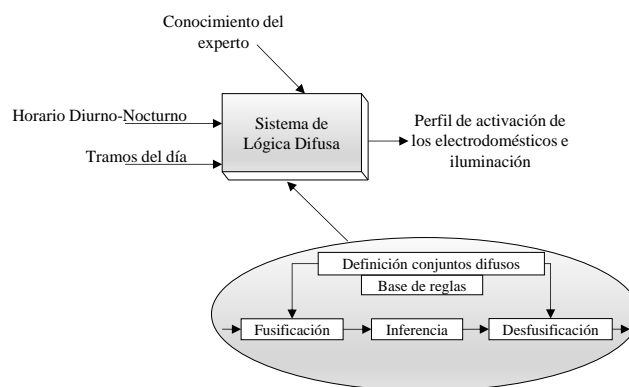 Conocimiento del
experto
Horario Diurno-Nocturno
Tramos del día
Sistema de
Lógica Difusa
Perfil de activación de
los electrodomésticos e
iluminación
Definición conjuntos difusos
Base de reglas
Fusificación
Inferencia
Desfusificación